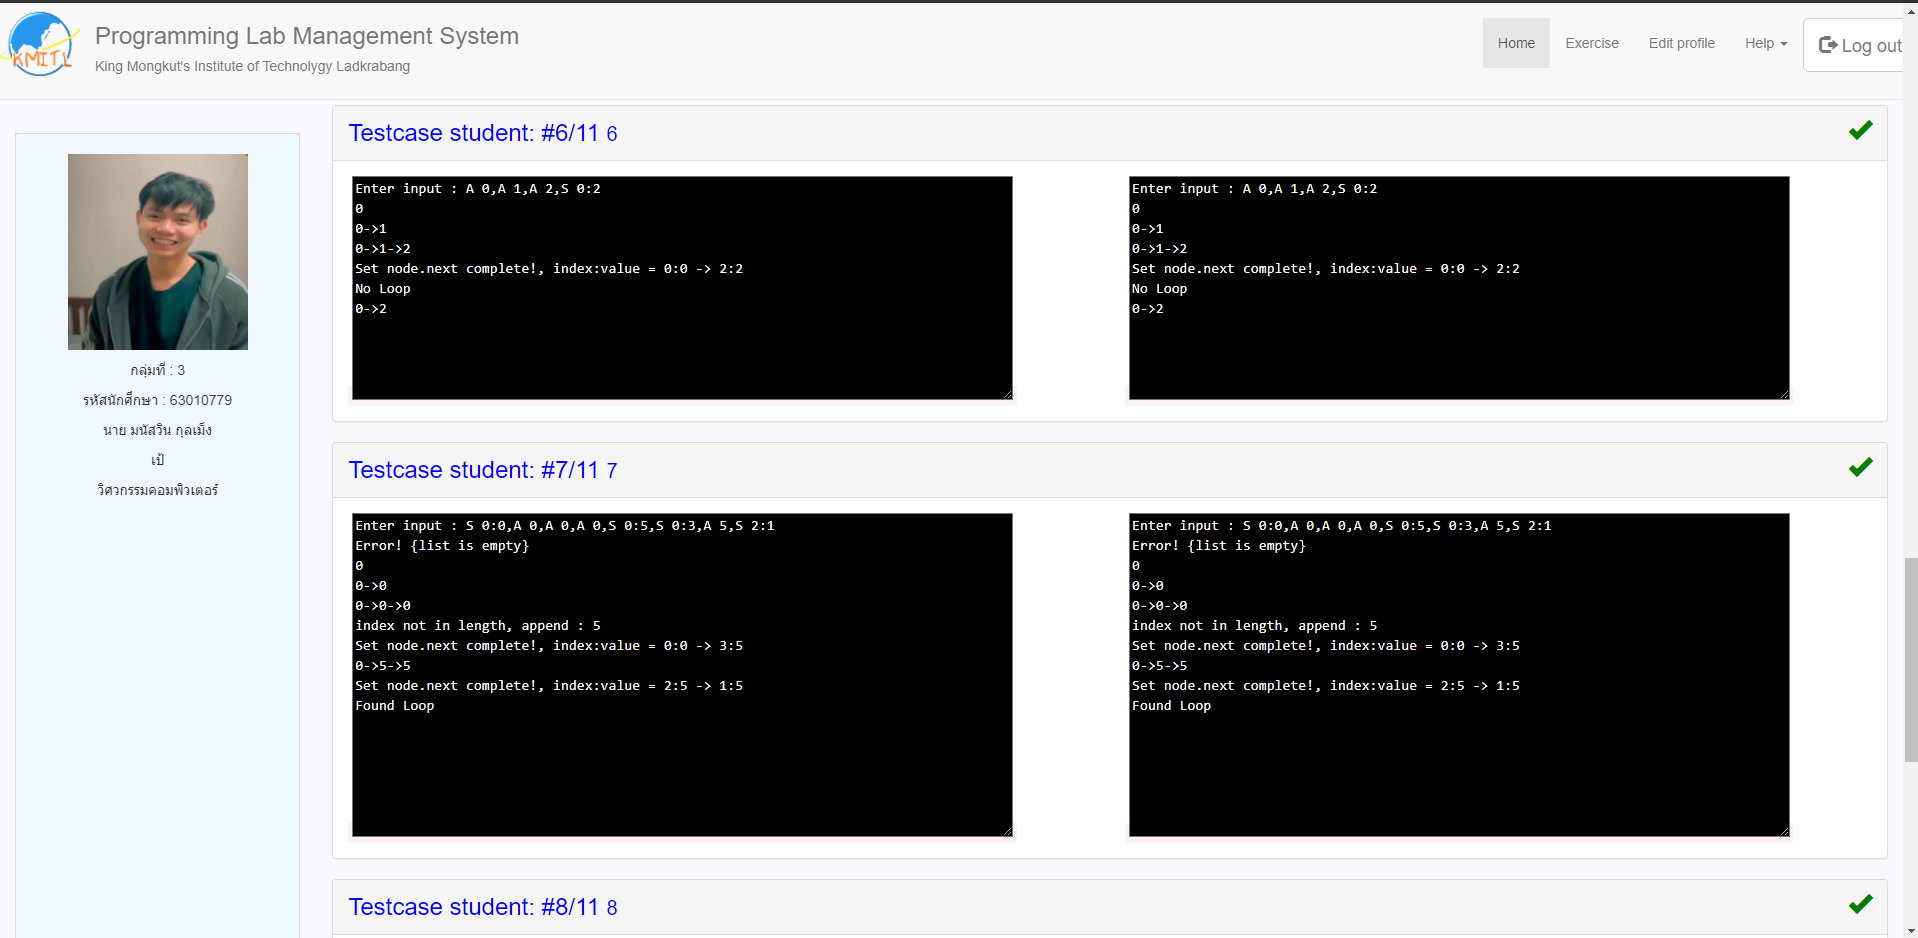 KMITL
Programming Lab Management System
King Mongkut's Institute of Technolygy Ladkrabang
Home
Exercise
Edit profile
Help
Log out
กลุ่มที่ : 3
รหัสนักศึกษา : 63010779
นาย มนัสวิน กุลเม็ง
เป้
วิศวกรรมคอมพิวเตอร์
Testcase student: #6/11 6
Enter input : A 0,A 1,A 2,S 0:2
0
0->1
0->1->2
Set node.next complete!, index:value = 0:0 -> 2:2
No Loop
0->2
Enter input : A 0,A 1,A 2,S 0:2
0
0->1
0->1->2
Set node.next complete!, index:value = 0:0 -> 2:2
No Loop
0->2
Testcase student: #7/11 7
Enter input : S 0:0,A 0,A 0,A 0,S 0:5,S 0:3,A 5,S 2:1
Error! {list is empty}
0
0->0
0->0->0
index not in length, append : 5
Set node.next complete!, index:value = 0:0 -> 3:5
0->5->5
Set node.next complete!, index:value = 2:5 -> 1:5
Found Loop
Enter input : S 0:0,A 0,A 0,A 0,S 0:5,S 0:3,A 5,S 2:1
Error! {list is empty}
0
0->0
0->0->0
index not in length, append : 5
Set node.next complete!, index:value = 0:0 -> 3:5
0->5->5
Set node.next complete!, index:value = 2:5 -> 1:5
Found Loop
Testcase student: #8/11 8